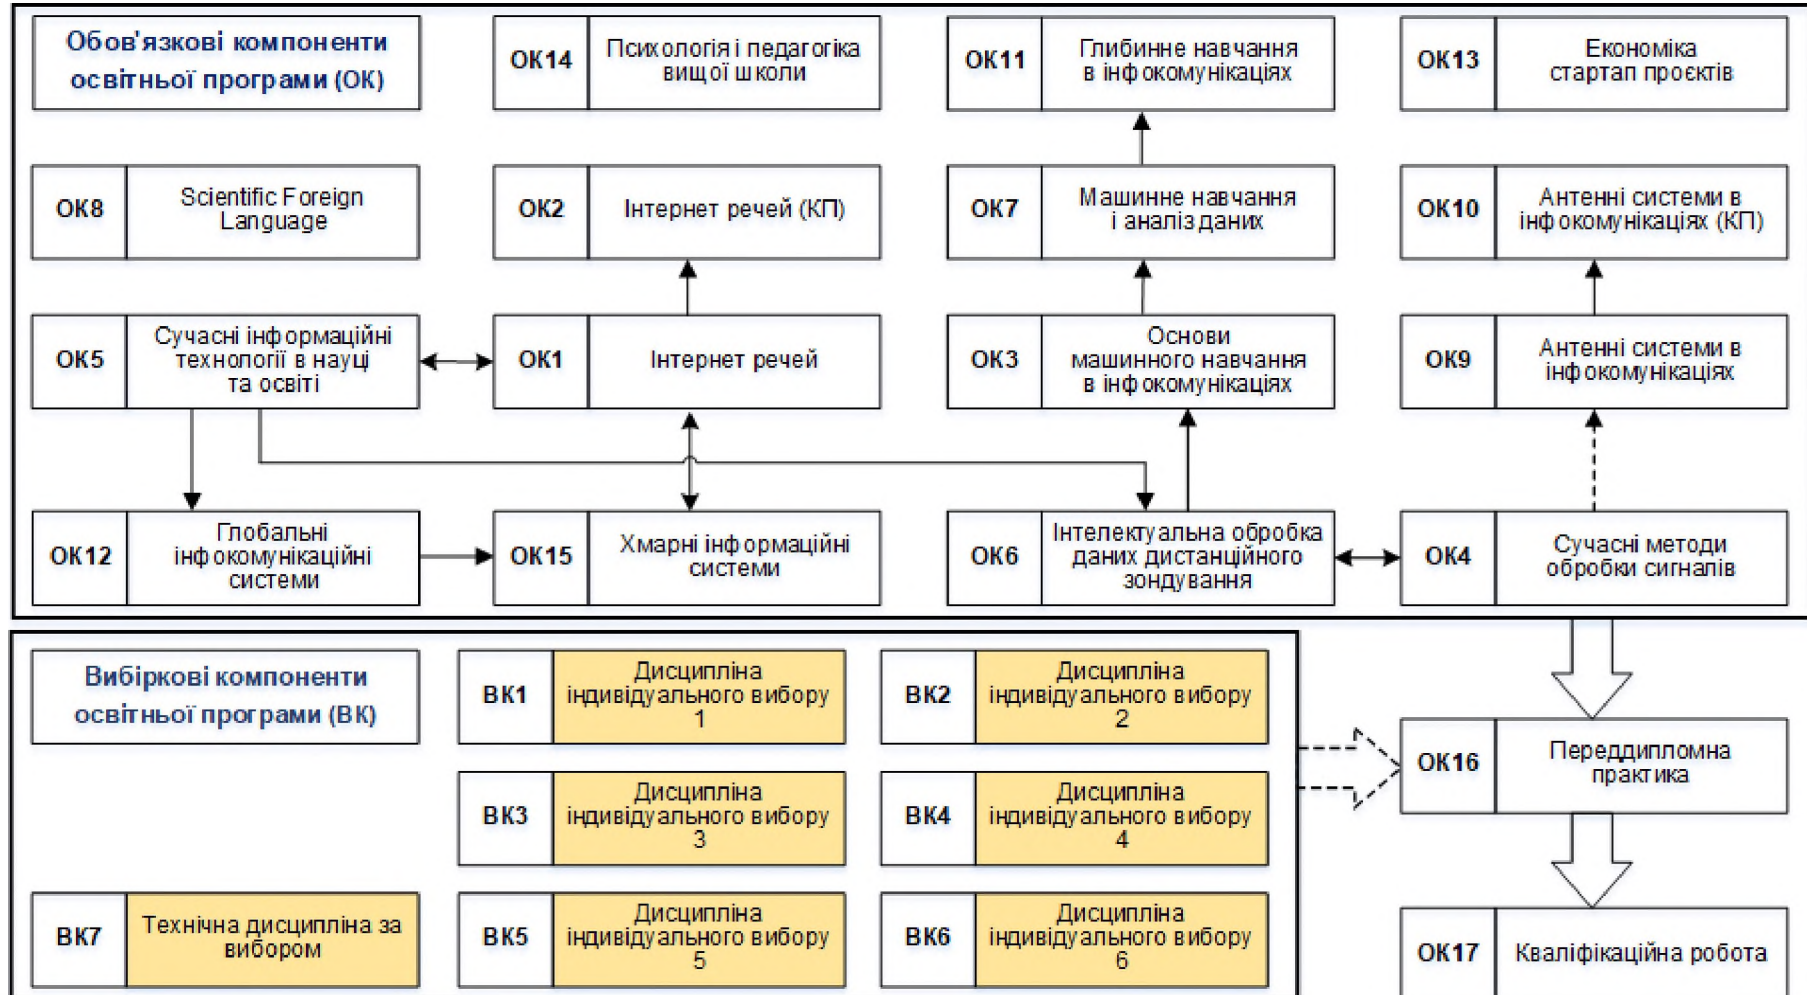 Обов'язкові компоненти
освітньої програми (ОК)
ОК14
Психологія і педагогіка
вищої школи
ОК11
Глибинне навчання
в інфокомунікаціях
ОК13
Економіка
стартап проєктів
ОК8
Scientific Foreign
Language
ОК2
Інтернет речей (КП)
ОК7
Машинне навчання
і аналіз даних
ОК10
Антенні системи в
інфокомунікаціях (КП)
ОК5
Сучасні інформаційні
технології в науці
та освіті
ОК1
Інтернет речей
ОК3
Основи
машинного навчання
в інфокомунікаціях
ОК9
Антенні системи в
інфокомунікаціях
ОК12
Глобальні
інфокомунікаційні
системи
ОК15
Хмарні інформаційні
системи
ОК6
Інтелектуальна обробка
даних дистанційного
зондування
ОК4
Сучасні методи
обробки сигналів
Вибіркові компоненти
освітньої програми (ВК)
ВК1
Дисципліна
індивідуального вибору
1
ВК2
Дисципліна
індивідуального вибору
2
ОК16
Переддипломна
практика
ВК3
Дисципліна
індивідуального вибору
3
ВК4
Дисципліна
індивідуального вибору
4
ВК7
Технічна дисципліна за
вибором
ВК5
Дисципліна
індивідуального вибору
5
ВК6
Дисципліна
індивідуального вибору
6
ОК17
Кваліфікаційна робота